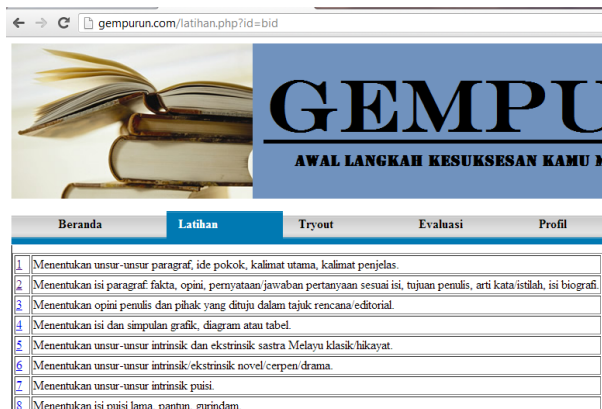 gempurun.com/latihan.php?id=bid
GEMPU
AWAL LANGKAH KESUKSESAN KAMU
Beranda Latihan Tryout Evaluasi Profil
1 Menentukan unsur-unsur paragraf, ide pokok, kalimat utama, kalimat penjelas.
2 Menentukan isi paragraf: fakta, opini, pernyataan/jawaban pertanyaan sesuai isi, tujuan penulis, arti kata/istilah, isi biografi.
3 Menentukan opini penulis dan pihak yang dituju dalam tajuk rencana/editorial.
4 Menentukan isi dan simpulan grafik, diagram atau tabel.
5 Menentukan unsur-unsur intrinsik dan ekstrinsik sastra Melayu klasik/hikayat.
6 Menentukan unsur-unsur intrinsik/ekstrinsik novel/cerpen/drama.
7 Menentukan unsur-unsur intrinsik puisi.
8 Menentukan isi puisi lama, pantun, gurindam.